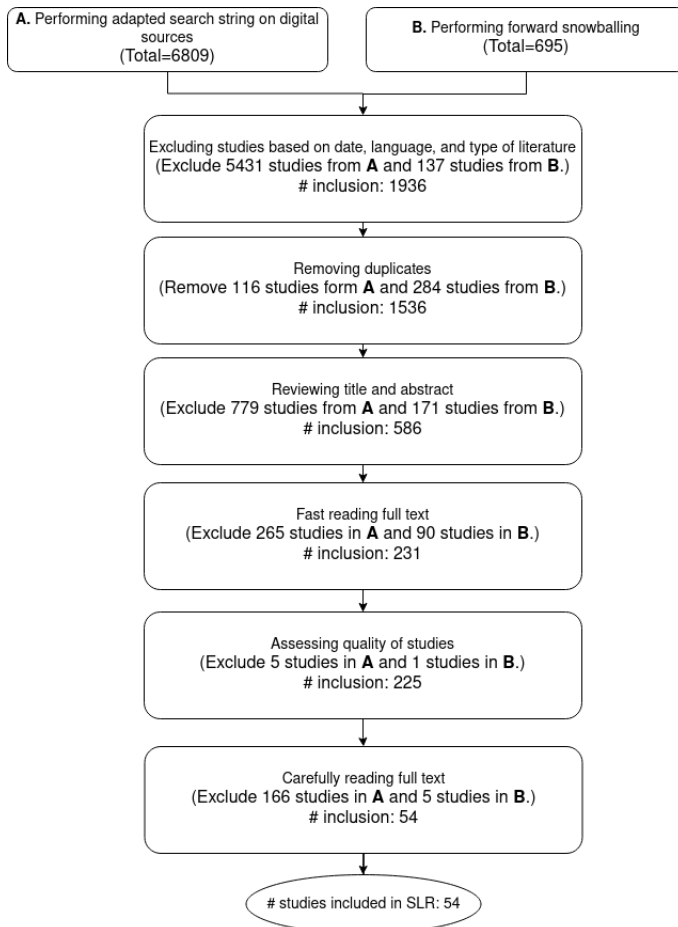 A. Performing adapted search string on digital
sources
(Total=6809)
B. Performing forward snowballing
(Total=695)
Excluding studies based on date, language, and type of literature
(Exclude 5431 studies from A and 137 studies from B.)
# inclusion: 1936
Removing duplicates
(Remove 116 studies form A and 284 studies from B.)
# inclusion: 1536
Reviewing title and abstract
(Exclude 779 studies from A and 171 studies from B.)
# inclusion: 586
Fast reading full text
(Exclude 265 studies in A and 90 studies in B.)
# inclusion: 231
Assessing quality of studies
(Exclude 5 studies in A and 1 studies in B.)
# inclusion: 225
Carefully reading full text
(Exclude 166 studies in A and 5 studies in B.)
# inclusion: 54
# studies included in SLR: 54